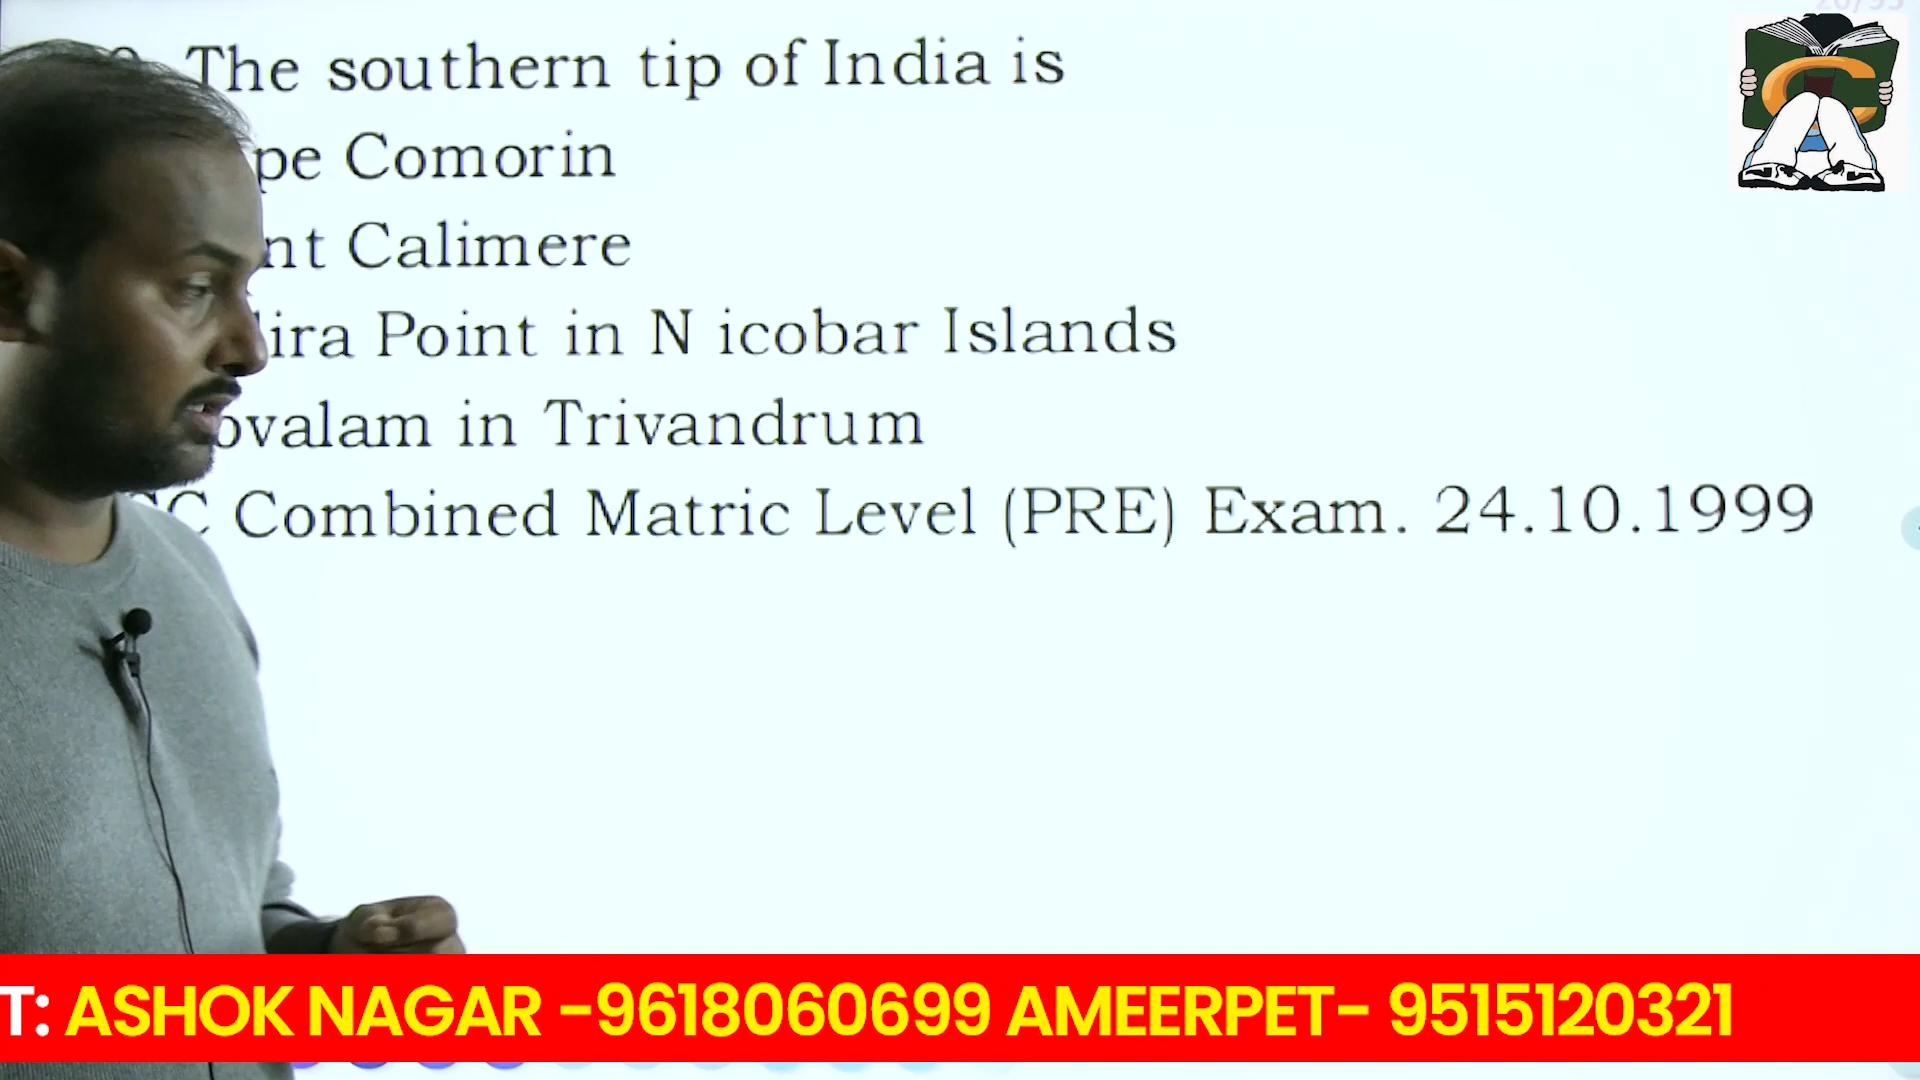 The southern tip of India is
pe Comorin
nt Calimere
ira Point in N icobar Islands
ovalam in Trivandrum
C Combined Matric Level (PRE) Exam. 24.10.1999
T: ASHOK NAGAR -9618060699 AMEERPET- 9515120321